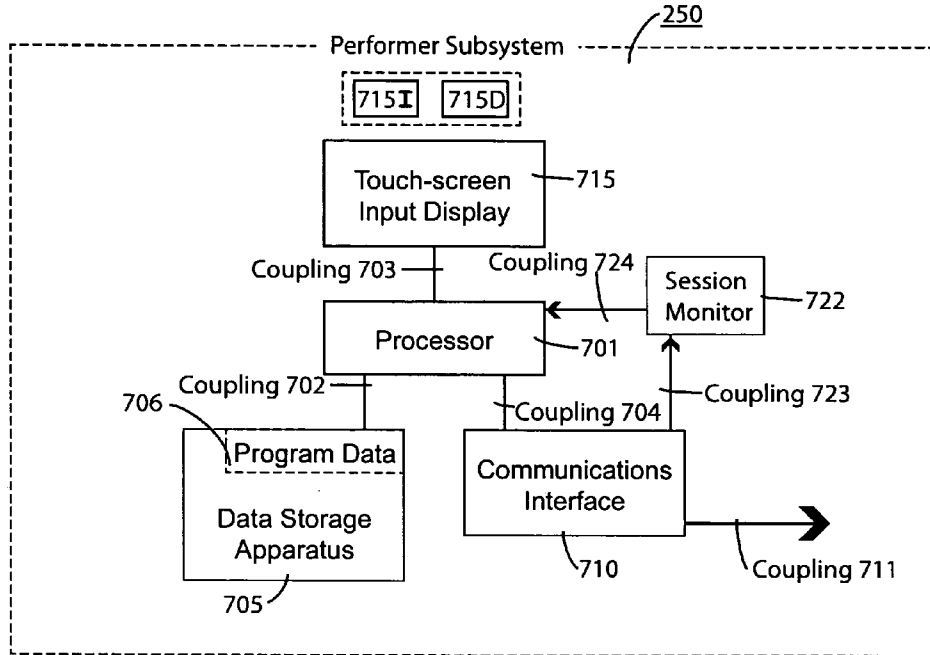 250
Performer Subsystem
715I 715D
Touch-screen
Input Display
715
Coupling 703
Coupling 724
Session
Monitor
722
Processor
701
Coupling 702
Coupling 704
Coupling 723
706
Program Data
Data Storage
Apparatus
705
Communications
Interface
710
Coupling 711